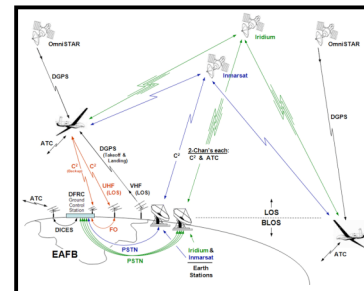 OmniSTAR
Iridium
OmniSTAR
Inmarsat
DGPS
DGPS
ATC
DGPS
(Takeoff &
Landing)
C²
2-Chan's each:
C² & ATC
C²
C²
UHF
(LOS)
VHF
(LOS)
ATC
DFRC
Ground
Control
Station
LOS
BLOS
DICES
FO
EAFB
PSTN
PSTN
Iridium &
Inmarsat
Earth
Stations
ATC